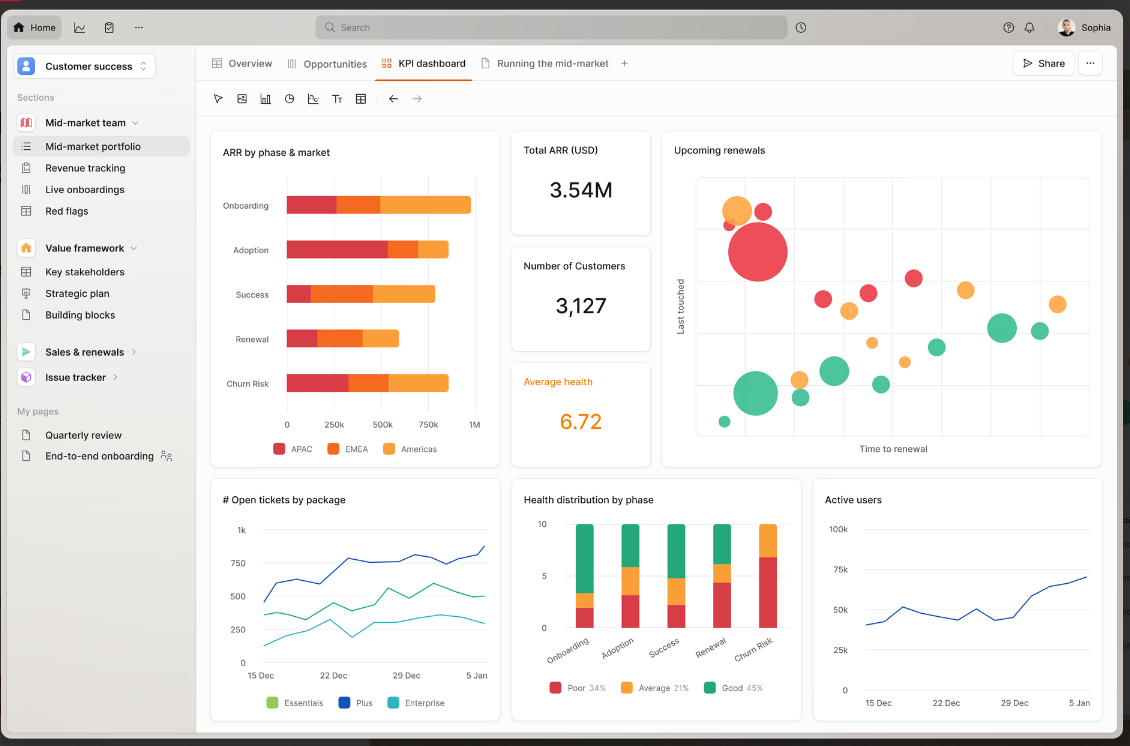 Home
Search
Sophia
Customer success
Sections
Mid-market team
Mid-market portfolio
Revenue tracking
Live onboardings
Red flags
Value framework
Key stakeholders
Strategic plan
Building blocks
Sales & renewals
Issue tracker
My pages
Quarterly review
End-to-end onboarding
Overview
Opportunities
KPI dashboard
Running the mid-market
Share
ARR by phase & market
Onboarding
Adoption
Success
Renewal
Churn Risk
0 250k 500k 750k 1M
APAC EMEA Americas
Total ARR (USD)
3.54M
Number of Customers
3,127
Average health
6.72
Upcoming renewals
Last touched
Time to renewal
# Open tickets by package
1k
750
500
250
0
15 Dec 22 Dec 29 Dec 5 Jan
Essentials Plus Enterprise
Health distribution by phase
10
5
0
Onboarding Adoption Success Renewal Churn Risk
Poor 34% Average 21% Good 45%
Active users
100k
75k
50k
25k
0
15 Dec 22 Dec 29 Dec 5 Jan